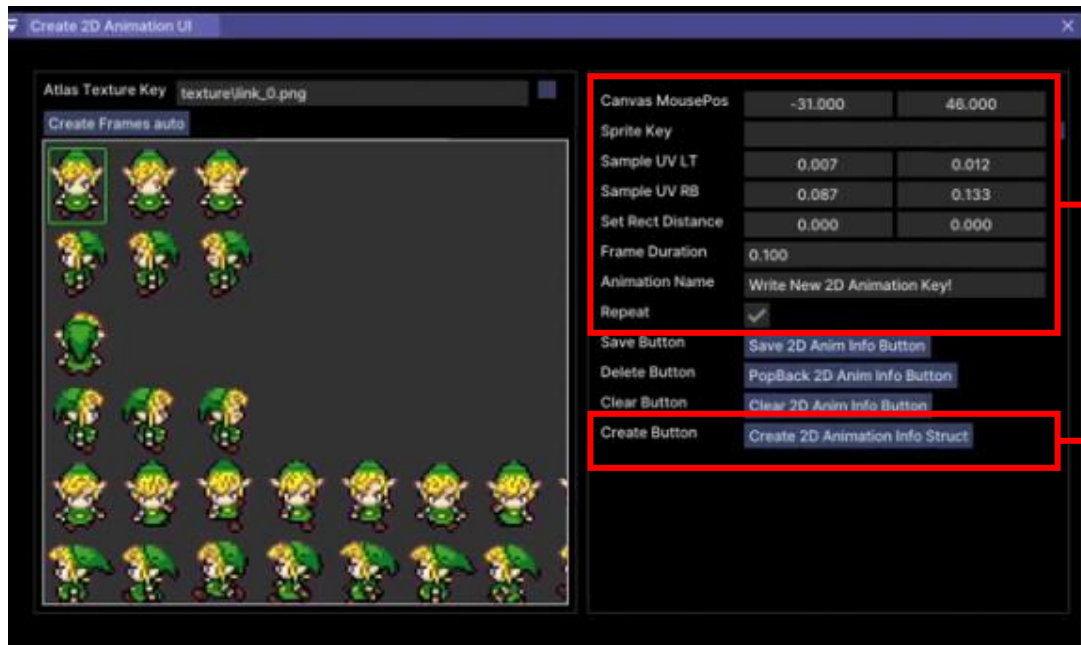 Create 2D Animation UI
Atlas Texture Key texture\link_0.png
Create Frames auto
Canvas MousePos -31.000 46.000
Sprite Key
Sample UV LT 0.007 0.012
Sample UV RB 0.087 0.133
Set Rect Distance 0.000 0.000
Frame Duration 0.100
Animation Name Write New 2D Animation Key!
Repeat
Save Button Save 2D Anim Info Button
Delete Button PopBack 2D Anim Info Button
Clear Button Clear 2D Anim Info Button
Create Button Create 2D Animation Info Struct